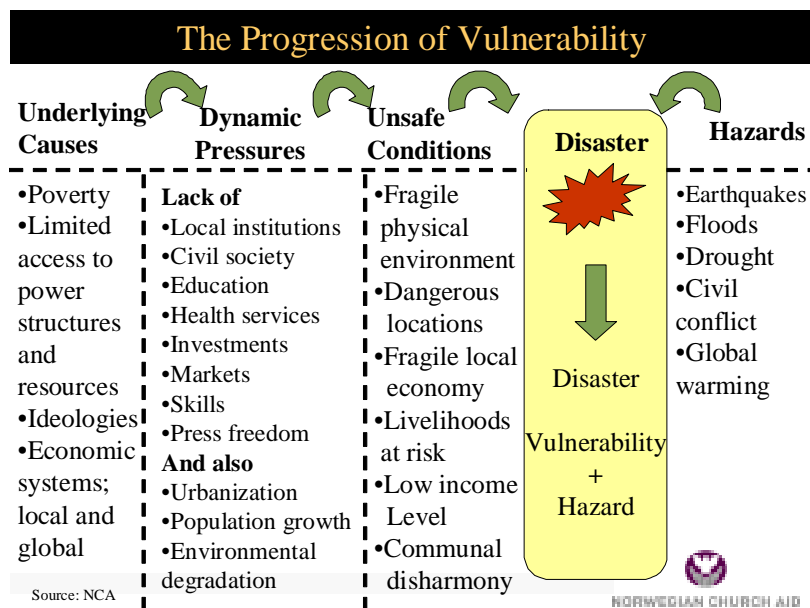 The Progression of Vulnerability
Underlying
Causes
•Poverty
•Limited
access to
power
structures
and
resources
•Ideologies
•Economic
systems;
local and
global
Source: NCA
Dynamic
Pressures
Lack of
•Local institutions
•Civil society
•Education
•Health services
•Investments
•Markets
•Skills
•Press freedom
And also
•Urbanization
•Population growth
•Environmental
degradation
Unsafe
Conditions
•Fragile
physical
environment
•Dangerous
locations
•Fragile local
economy
•Livelihoods
at risk
•Low income
Level
•Communal
disharmony
Disaster
Disaster
Vulnerability
+
Hazard
Hazards
•Earthquakes
•Floods
•Drought
•Civil
conflict
•Global
warming
NORWEGIAN CHURCH AID